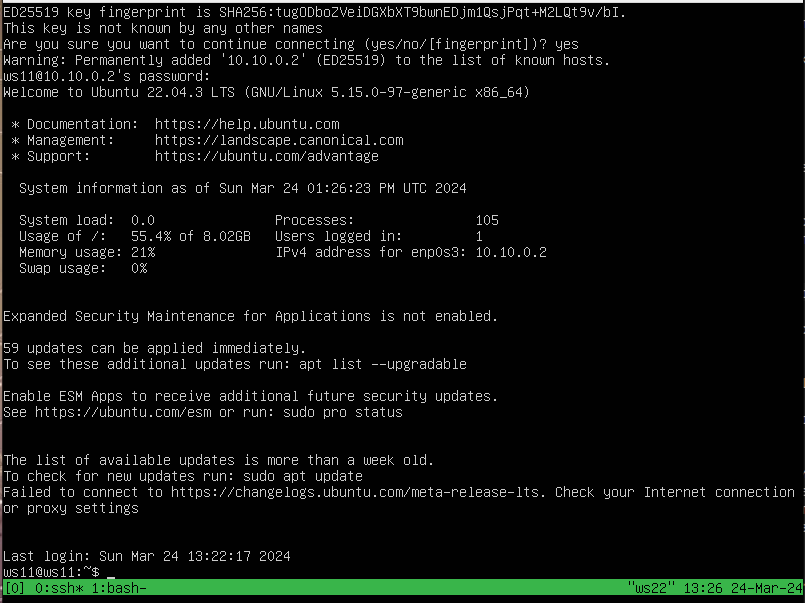 ED25519 key fingerprint is SHA256:tugODboZVeiDGXbXT9bwnEDjm1QsjPqt+M2LQt9v/bI.
This key is not known by any other names
Are you sure you want to continue connecting (yes/no/[fingerprint])? yes
Warning: Permanently added '10.10.0.2' (ED25519) to the list of known hosts.
ws11@10.10.0.2's password:
Welcome to Ubuntu 22.04.3 LTS (GNU/Linux 5.15.0-97-generic x86_64)
* Documentation:  https://help.ubuntu.com
* Management:     https://landscape.canonical.com
* Support:        https://ubuntu.com/advantage
System information as of Sun Mar 24 01:26:23 PM UTC 2024
System load:  0.0               Processes:               105
Usage of /:   55.4% of 8.02GB   Users logged in:         1
Memory usage: 21%               IPv4 address for enp0s3: 10.10.0.2
Swap usage:   0%
Expanded Security Maintenance for Applications is not enabled.
59 updates can be applied immediately.
To see these additional updates run: apt list --upgradable
Enable ESM Apps to receive additional future security updates.
See https://ubuntu.com/esm or run: sudo pro status
The list of available updates is more than a week old.
To check for new updates run: sudo apt update
Failed to connect to https://changelogs.ubuntu.com/meta-release-lts. Check your Internet connection
or proxy settings
Last login: Sun Mar 24 13:22:17 2024
ws11@ws11:~$ _
[0] 0:ssh* 1:bash- "ws22" 13:26 24-Mar-24